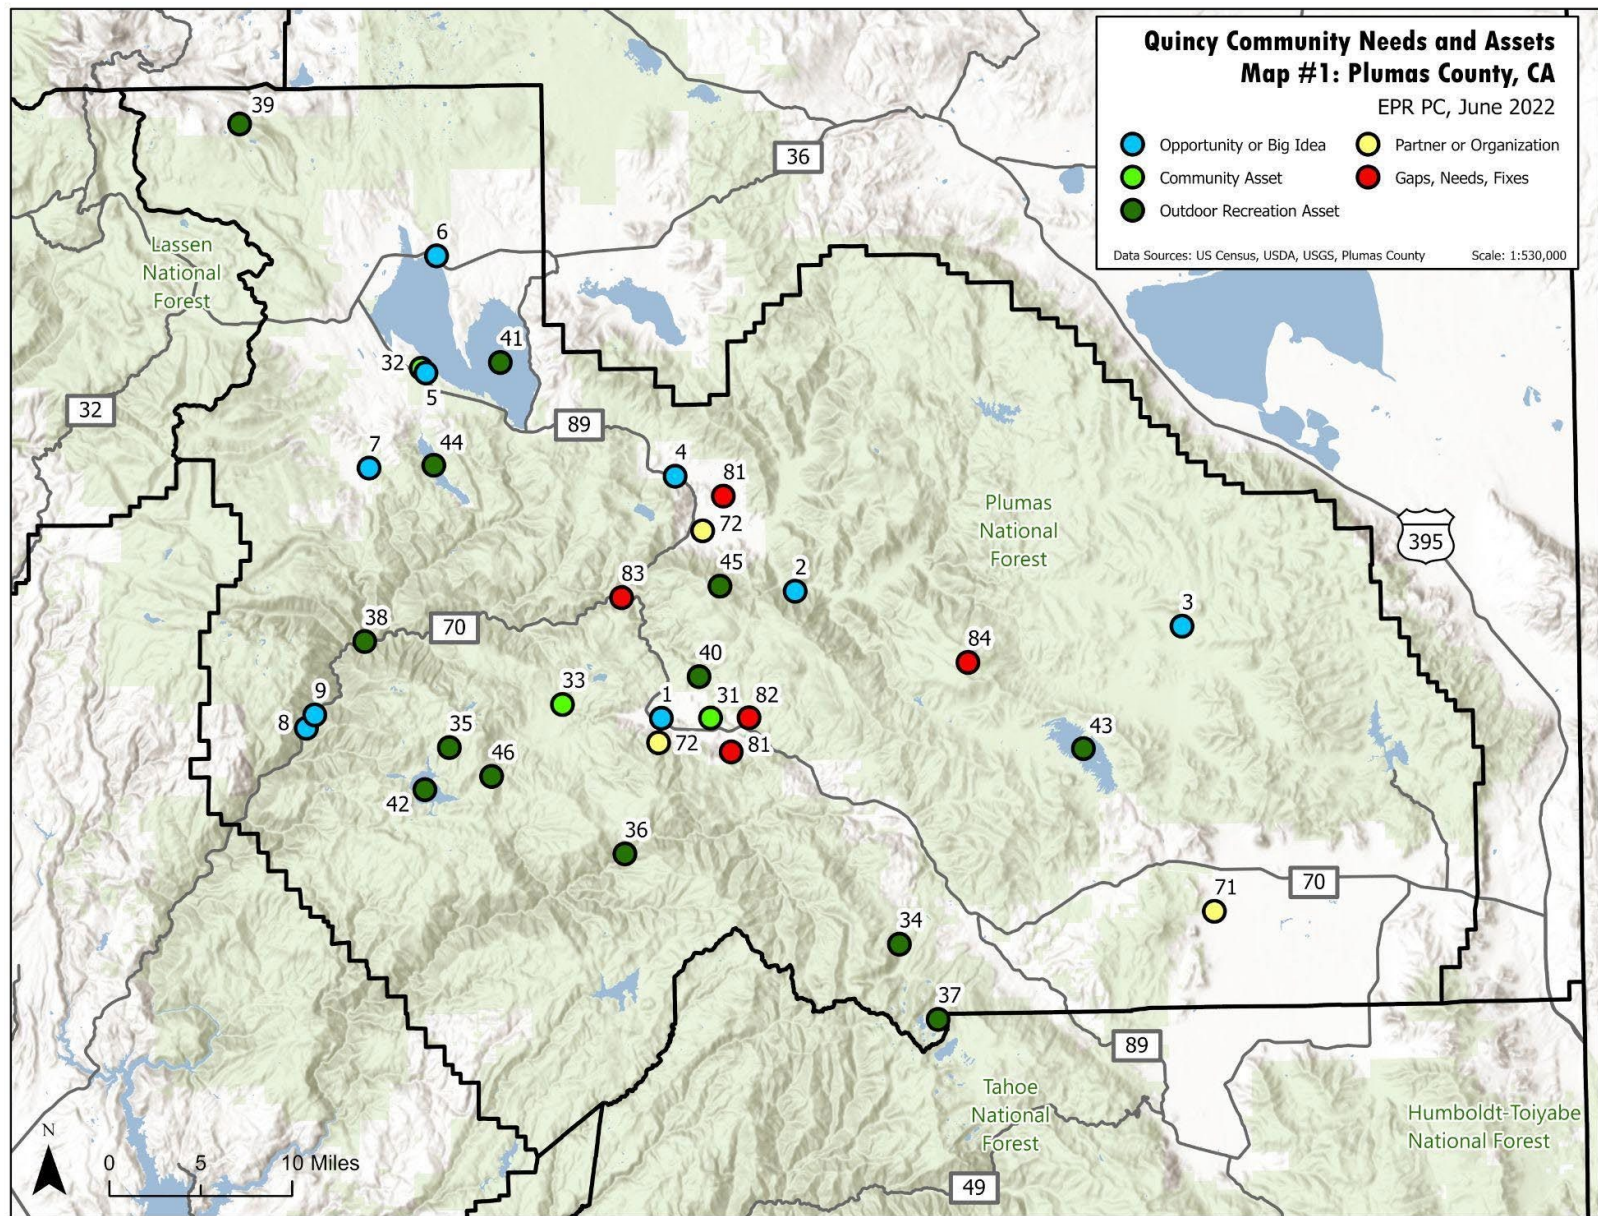 Quincy Community Needs and Assets
Map #1: Plumas County, CA
EPR PC, June 2022
Opportunity or Big Idea
Partner or Organization
Community Asset
Gaps, Needs, Fixes
Outdoor Recreation Asset
Data Sources: US Census, USDA, USGS, Plumas County
Scale: 1:530,000
39
36
6
Lassen
National
Forest
41
32
5
32
89
7
44
4
81
72
Plumas
National
Forest
395
45
2
83
3
38
70
84
40
33
9
8
1
31
82
35
72
81
43
46
42
36
70
71
34
37
89
Tahoe
National
Forest
Humboldt-Toiyabe
National Forest
N
0
5
10 Miles
49